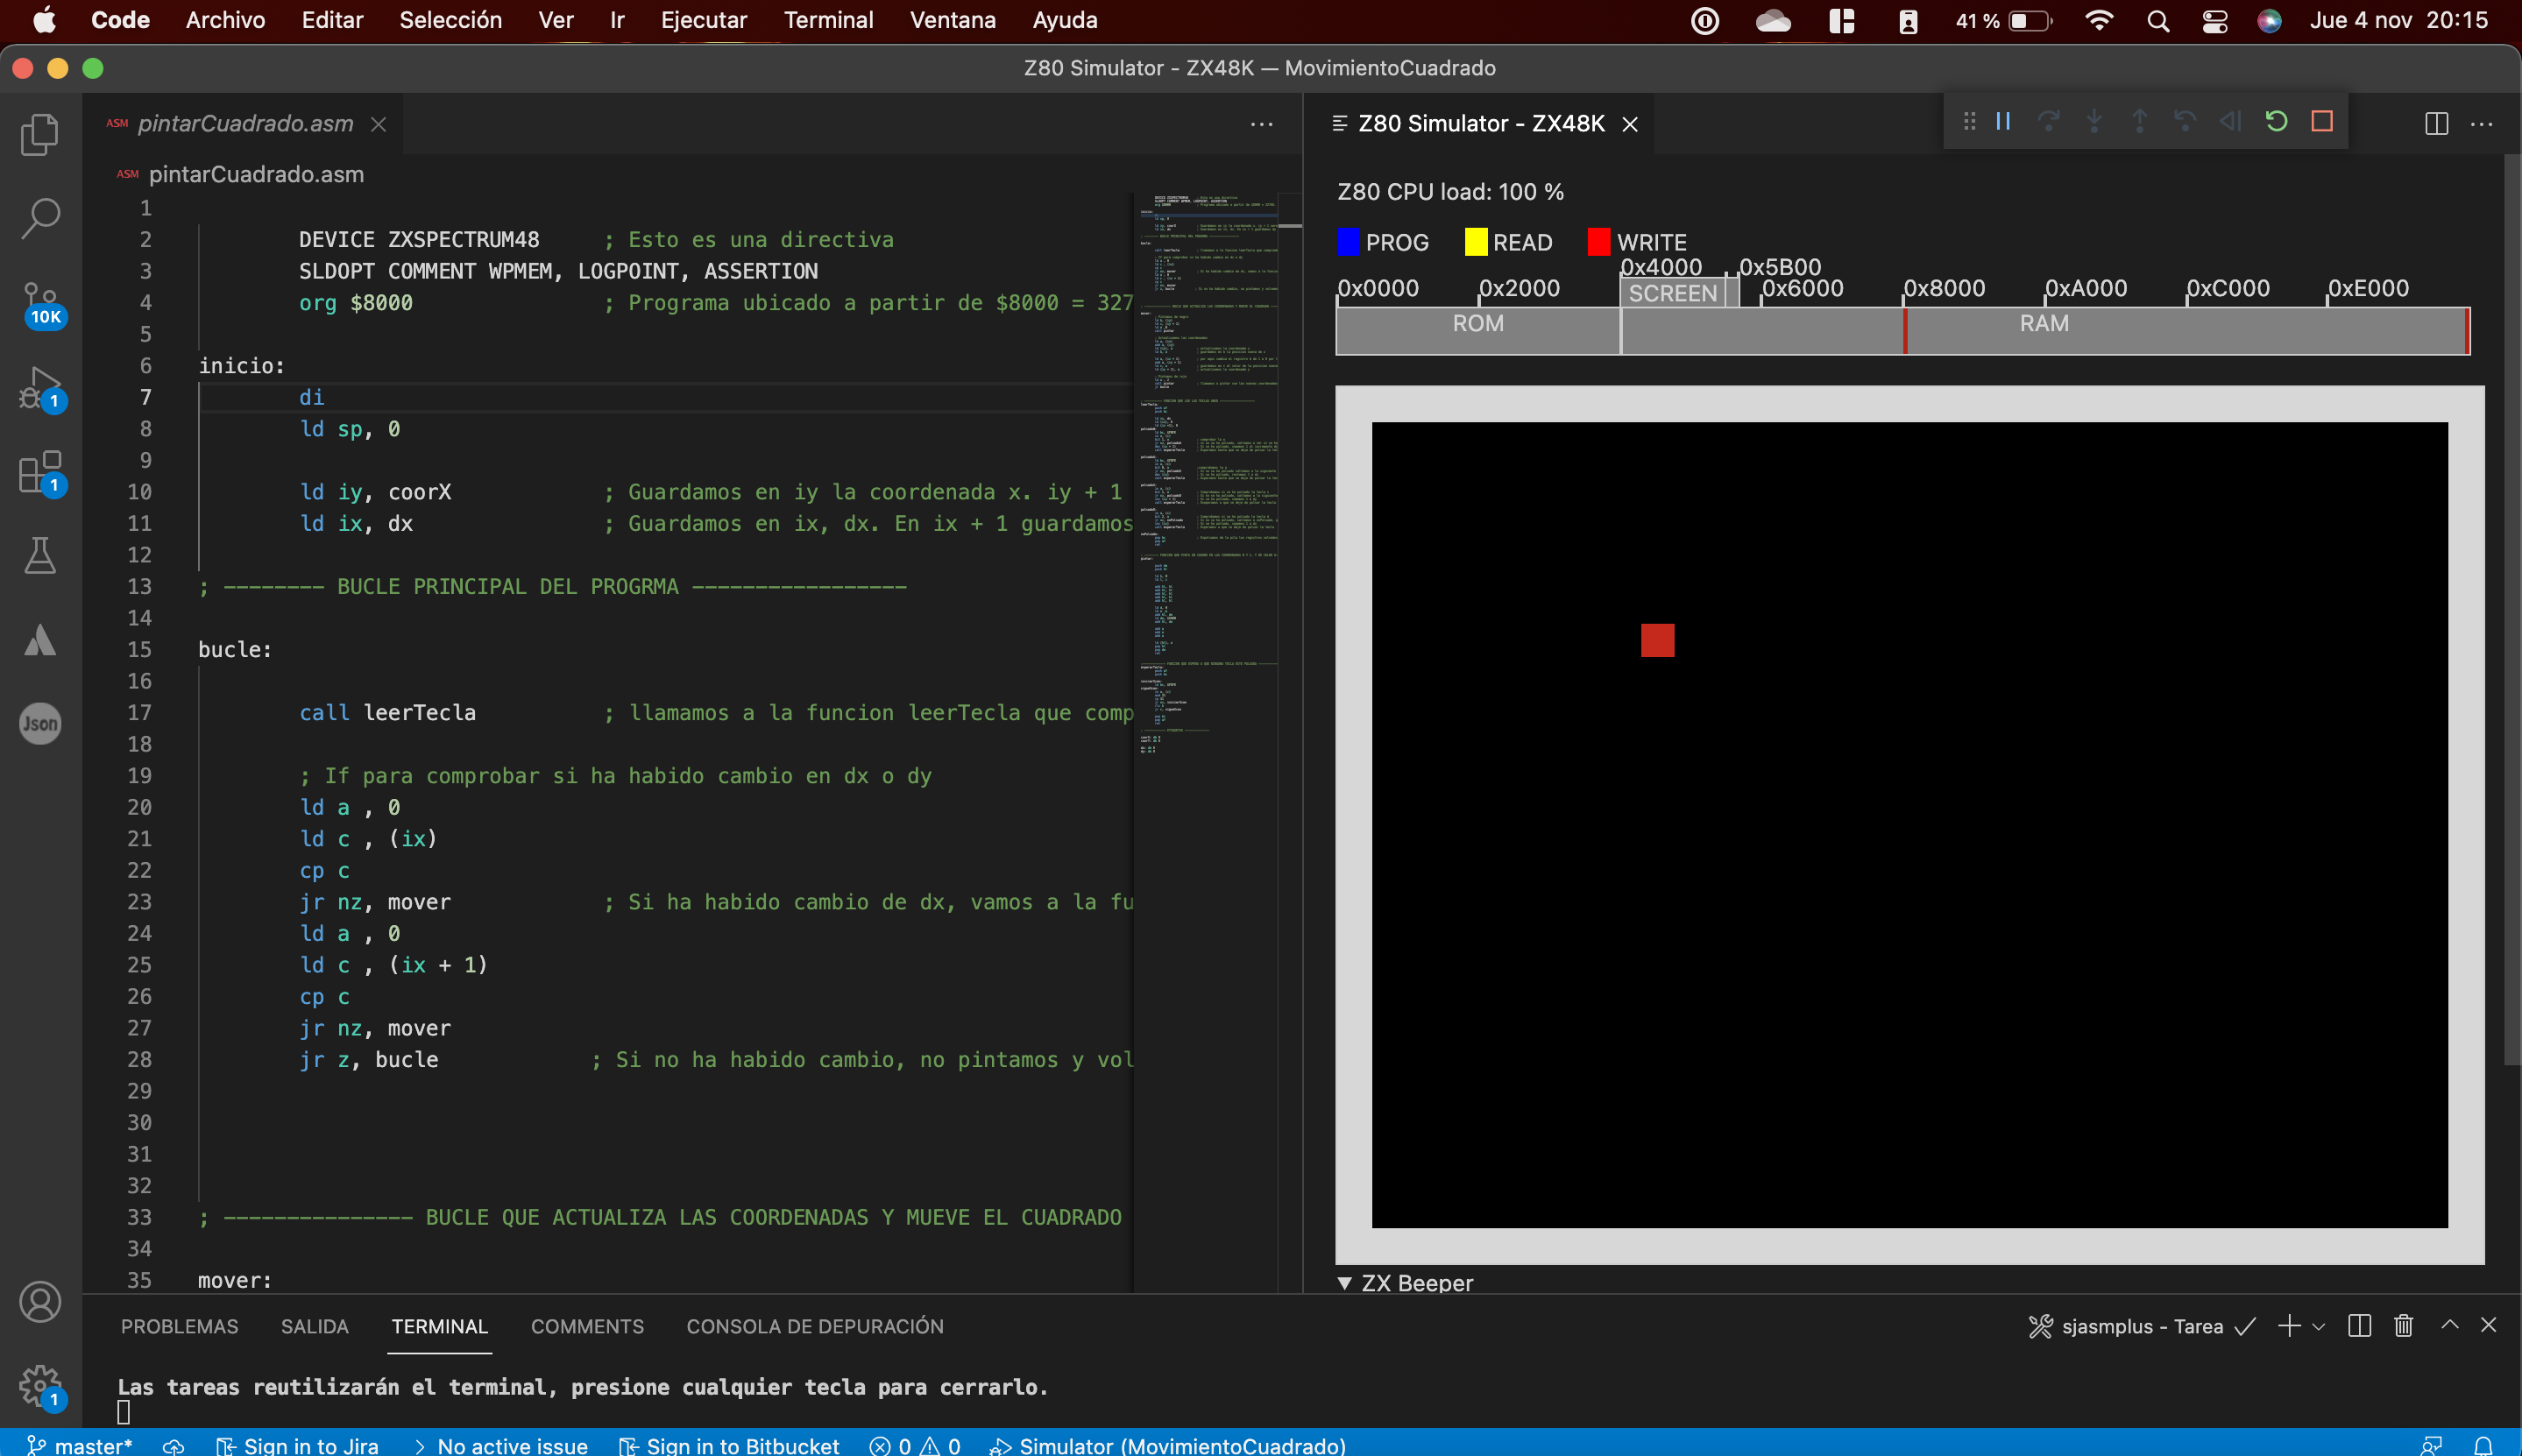 Code Archivo Editar Selección Ver Ir Ejecutar Terminal Ventana Ayuda 41 % Jue 4 nov 20:15
Z80 Simulator - ZX48K — MovimientoCuadrado
ASM pintarCuadrado.asm
ASM pintarCuadrado.asm
1
2 DEVICE ZXSPECTRUM48 ; Esto es una directiva
3 SLDOPT COMMENT WPMEM, LOGPOINT, ASSERTION
4 org $8000 ; Programa ubicado a partir de $8000 = 327
5
6 inicio:
7 di
8 ld sp, 0
9
10 ld iy, coorX ; Guardamos en iy la coordenada x. iy + 1
11 ld ix, dx ; Guardamos en ix, dx. En ix + 1 guardamos
12
13 ; -------- BUCLE PRINCIPAL DEL PROGRMA -----------------
14
15 bucle:
16
17 call leerTecla ; llamamos a la funcion leerTecla que comp
18
19 ; If para comprobar si ha habido cambio en dx o dy
20 ld a , 0
21 ld c , (ix)
22 cp c
23 jr nz, mover ; Si ha habido cambio de dx, vamos a la fu
24 ld a , 0
25 ld c , (ix + 1)
26 cp c
27 jr nz, mover
28 jr z, bucle ; Si no ha habido cambio, no pintamos y vol
29
30
31
32
33 ; --------------- BUCLE QUE ACTUALIZA LAS COORDENADAS Y MUEVE EL CUADRADO
34
35 mover:
10K
1
1
Json
1
Z80 Simulator - ZX48K
Z80 CPU load: 100 %
PROG READ WRITE
0x4000 0x5B00
0x0000 0x2000 SCREEN 0x6000 0x8000 0xA000 0xC000 0xE000
ROM RAM
ZX Beeper
PROBLEMAS SALIDA TERMINAL COMMENTS CONSOLA DE DEPURACIÓN sjasmplus - Tarea
Las tareas reutilizarán el terminal, presione cualquier tecla para cerrarlo.
master* Sign in to Jira No active issue Sign in to Bitbucket 0 0 Simulator (MovimientoCuadrado)